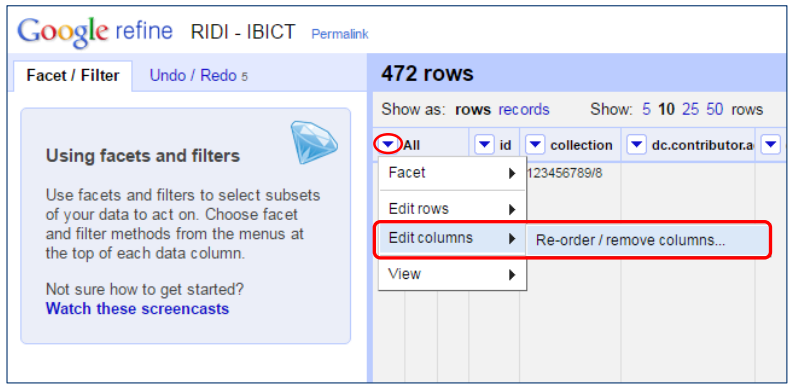 Google refine RIDI - IBICT Permalink
Facet / Filter Undo / Redo 5
472 rows
Show as: rows records Show: 5 10 25 50 rows
All id collection dc.contributor.a
Using facets and filters
Use facets and filters to select subsets
of your data to act on. Choose facet
and filter methods from the menus at
the top of each data column.
Not sure how to get started?
Watch these screencasts
Facet
123456789/8
Edit rows
Edit columns
Re-order / remove columns...
View